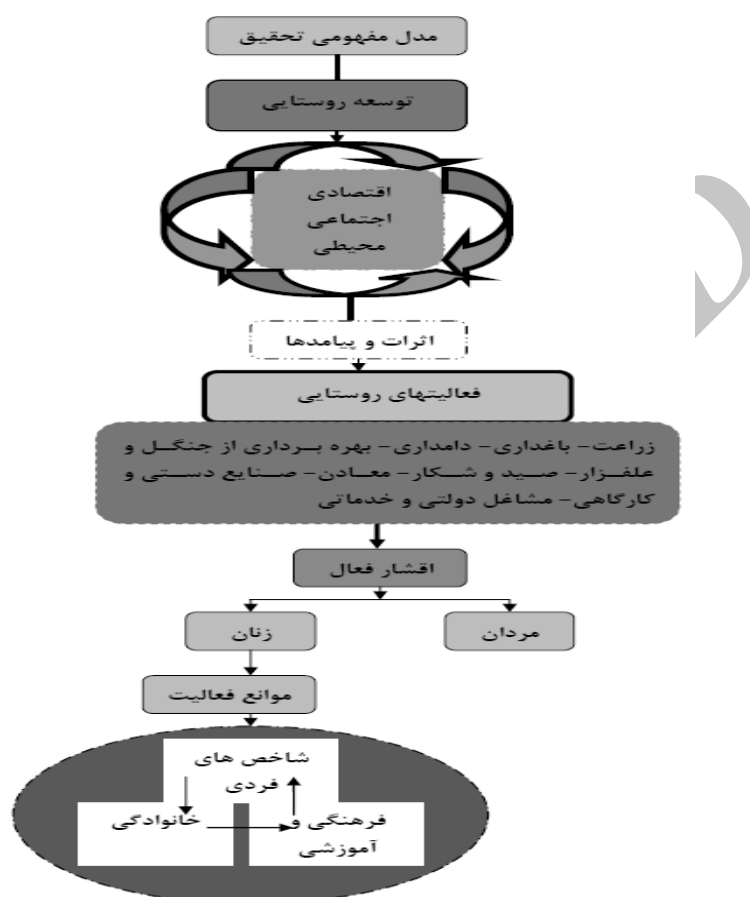 مدل مفهومی تحقیق
توسعه روستایی
اقتصادی
اجتماعی
محیطی
اثرات و پیامدها
فعالیتهای روستایی
زراعت- باغداری- دامداری- بهره برداری از جنگل و
علفزار- صید و شکار- معادن- صنایع دستی و
کارگاهی- مشاغل دولتی و خدماتی
اقشار فعال
مردان
زنان
موانع فعالیت
شاخص های
فردی
فرهنگی و
آموزشی
خانوادگی